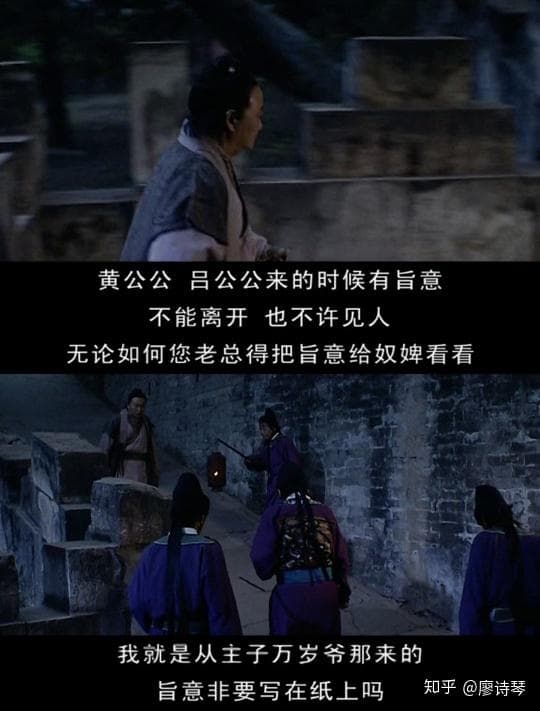 黄公公 吕公公来的时候有旨意
不能离开 也不许见人
无论如何您老总得把旨意给奴婢看看
我就是从主子万岁爷那来的
旨意非要写在纸上吗
知乎 @廖诗琴